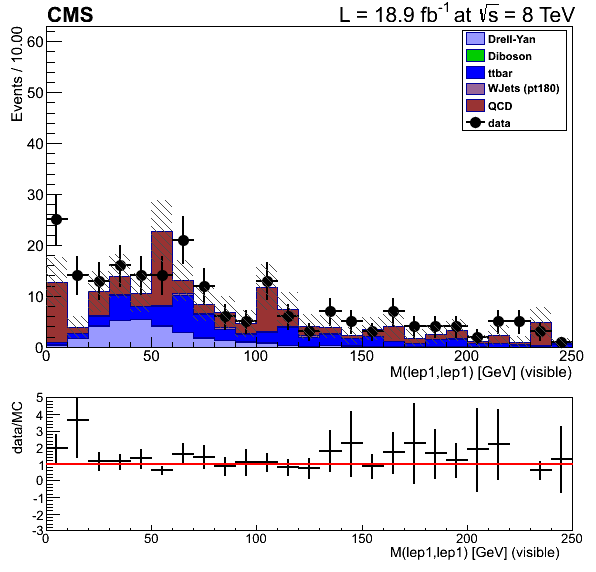 CMS
L = 18.9 fb⁻¹ at √s = 8 TeV
Events / 10.00
60
50
40
30
20
10
0
Drell-Yan
Diboson
ttbar
WJets (pt180)
QCD
data
0 50 100 150 200 250
M(lep1,lep1) [GeV] (visible)
data/MC
5
4
3
2
1
0
-1
-2
-3
0 50 100 150 200 250
M(lep1,lep1) [GeV] (visible)